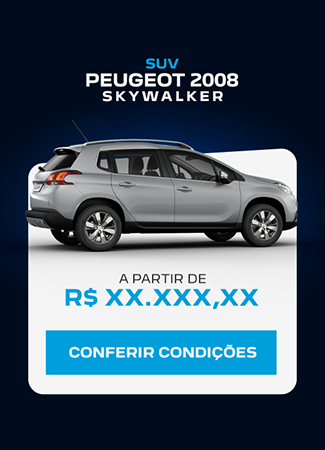 SUV
PEUGEOT 2008
SKYWALKER
A PARTIR DE
R$ XX.XXX,XX
CONFERIR CONDIÇÕES